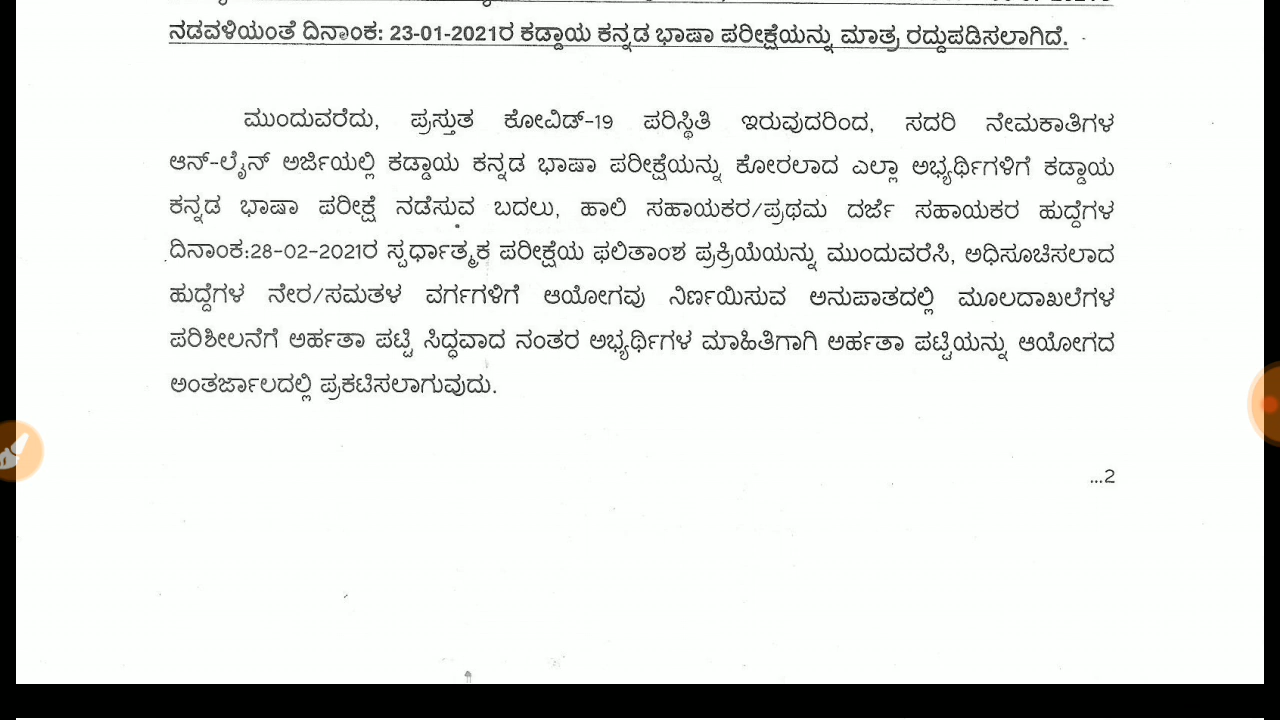 ನಡವಳಿಯಂತೆ ದಿನಾಂಕ: 23-01-2021ರ ಕಡ್ಡಾಯ ಕನ್ನಡ ಭಾಷಾ ಪರೀಕ್ಷೆಯನ್ನು ಮಾತ್ರ ರದ್ದುಪಡಿಸಲಾಗಿದೆ.
ಮುಂದುವರೆದು, ಪ್ರಸ್ತುತ ಕೋವಿಡ್-19 ಪರಿಸ್ಥಿತಿ ಇರುವುದರಿಂದ, ಸದರಿ ನೇಮಕಾತಿಗಳ
ಆನ್-ಲೈನ್ ಅರ್ಜಿಯಲ್ಲಿ ಕಡ್ಡಾಯ ಕನ್ನಡ ಭಾಷಾ ಪರೀಕ್ಷೆಯನ್ನು ಕೋರಲಾದ ಎಲ್ಲಾ ಅಭ್ಯರ್ಥಿಗಳಿಗೆ ಕಡ್ಡಾಯ
ಕನ್ನಡ ಭಾಷಾ ಪರೀಕ್ಷೆ ನಡೆಸುವ ಬದಲು, ಹಾಲಿ ಸಹಾಯಕರ/ಪ್ರಥಮ ದರ್ಜೆ ಸಹಾಯಕರ ಹುದ್ದೆಗಳ
ದಿನಾಂಕ:28-02-2021ರ ಸ್ಪರ್ಧಾತ್ಮಕ ಪರೀಕ್ಷೆಯ ಫಲಿತಾಂಶ ಪ್ರಕ್ರಿಯೆಯನ್ನು ಮುಂದುವರೆಸಿ, ಅಧಿಸೂಚಿಸಲಾದ
ಹುದ್ದೆಗಳ ನೇರ/ಸಮತಳ ವರ್ಗಗಳಿಗೆ ಆಯೋಗವು ನಿರ್ಣಯಿಸುವ ಅನುಪಾತದಲ್ಲಿ ಮೂಲದಾಖಲೆಗಳ
ಪರಿಶೀಲನೆಗೆ ಅರ್ಹತಾ ಪಟ್ಟಿ ಸಿದ್ಧವಾದ ನಂತರ ಅಭ್ಯರ್ಥಿಗಳ ಮಾಹಿತಿಗಾಗಿ ಅರ್ಹತಾ ಪಟ್ಟಿಯನ್ನು ಆಯೋಗದ
ಅಂತರ್ಜಾಲದಲ್ಲಿ ಪ್ರಕಟಿಸಲಾಗುವುದು.
...2